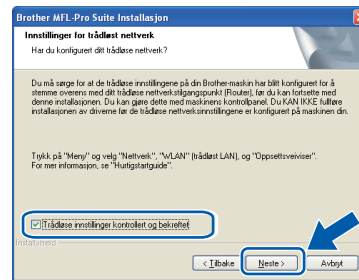 Brother MFL-Pro Suite Installasjon
Innstillinger for trådløst nettverk
Har du konfigurert ditt trådløse nettverk?
Du må sørge for at de trådløse innstillingene på din Brother-maskin har blitt konfigurert for å
stemme overens med ditt trådløse nettverkstilgangspunkt (Router), før du kan fortsette med
denne installasjonen. Du kan gjøre dette med maskinens kontrollpanel. Du KAN IKKE fullføre
installasjonen av driverne før de trådløse nettverksinnstillingene er konfigurert på maskinen din.
Trykk på "Meny" og velg "Nettverk", "WLAN" (trådløst LAN), og "Oppsettsveiviser".
For mer informasjon, se "Hurtigstartguide".
Trådløse innstillinger kontrollert og bekreftet
InstallShield
< Tilbake Neste > Avbryt